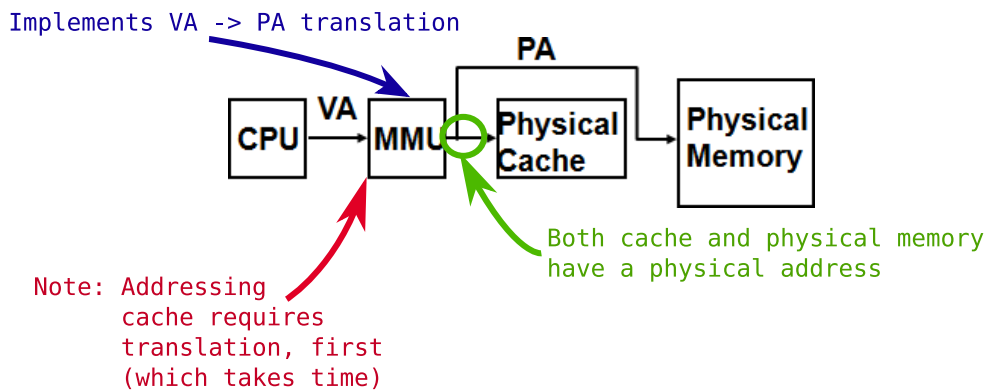 Implements VA -> PA translation
PA
VA
CPU
MMU
Physical
Cache
Physical
Memory
Both cache and physical memory
have a physical address
Note: Addressing
cache requires
translation, first
(which takes time)